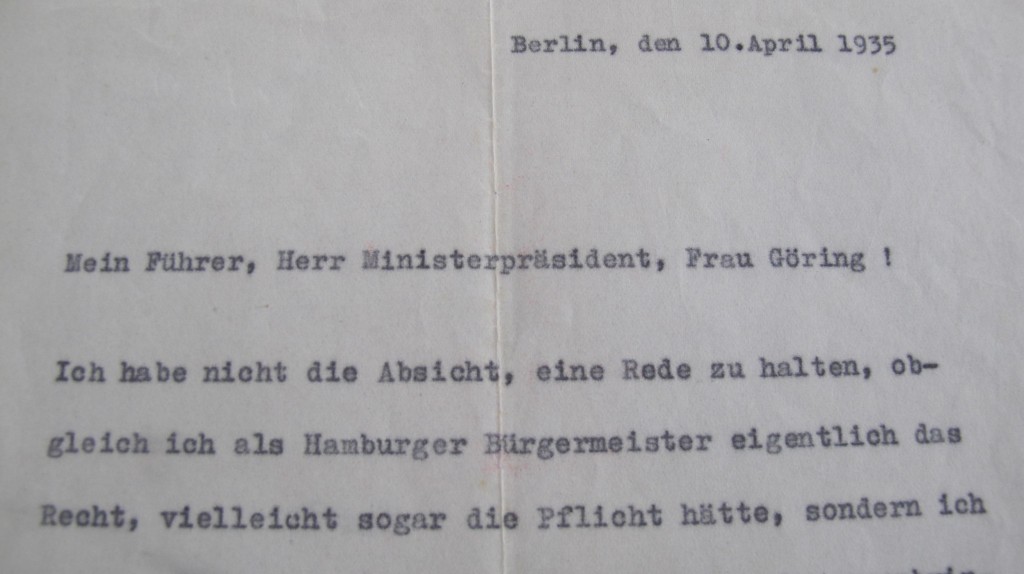 Berlin, den 10.April 1935
Mein Führer, Herr Ministerpräsident, Frau Göring !
Ich habe nicht die Absicht, eine Rede zu halten, ob-
gleich ich als Hamburger Bürgermeister eigentlich das
Recht, vielleicht sogar die Pflicht hätte, sondern ich